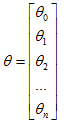 θ = [θ₀
θ₁
θ₂
...
θₙ]